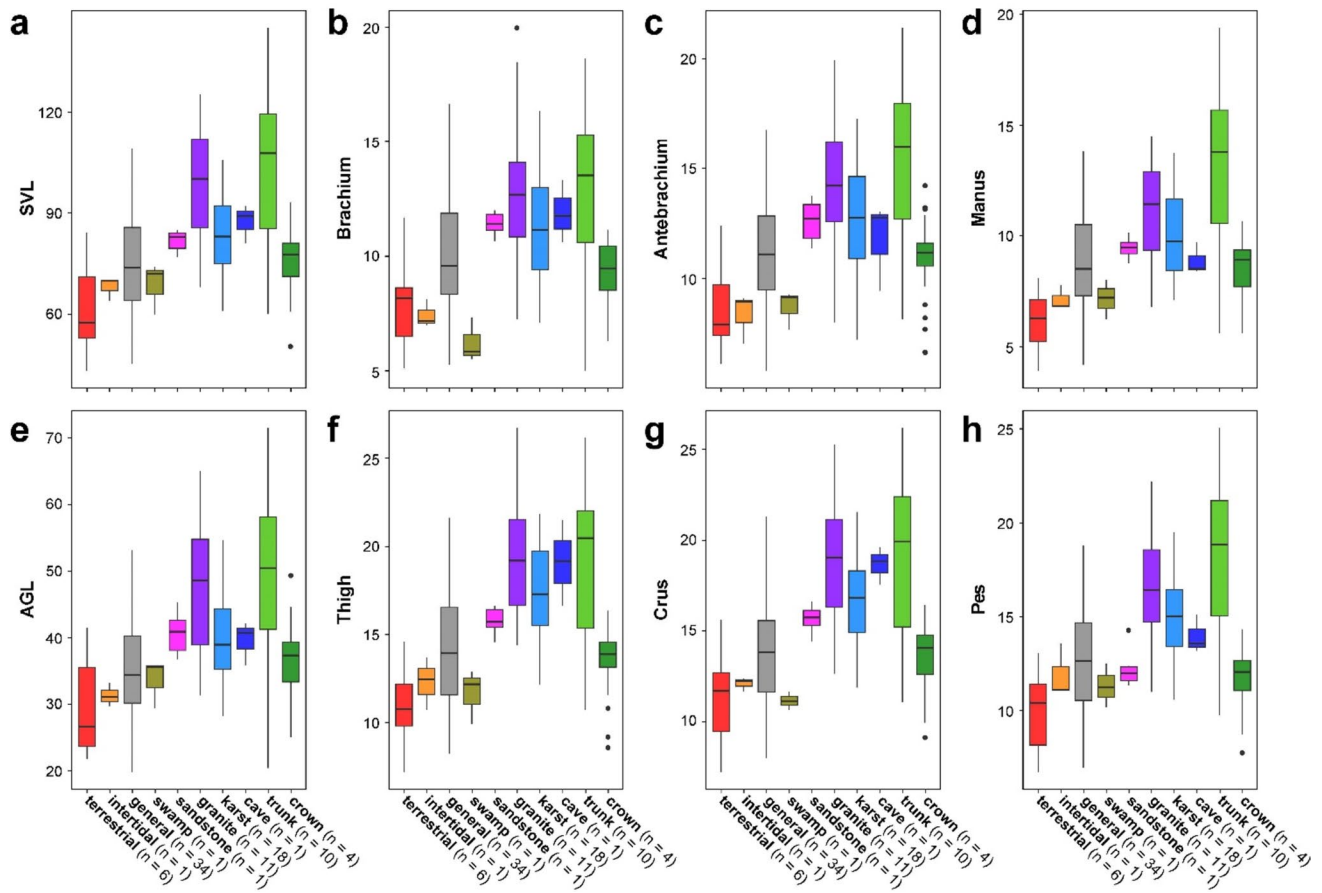 a
SVL
120
90
60
b
Brachium
20
15
10
5
c
Antebrachium
20
15
10
d
Manus
20
15
10
5
e
AGL
70
60
50
40
30
20
terrestrial (n = 6)
intertidal (n = 1)
general (n = 34)
swamp (n = 1)
sandstone (n = 1)
granite (n = 11)
karst (n = 18)
cave (n = 1)
trunk (n = 10)
crown (n = 4)
f
Thigh
25
20
15
10
terrestrial (n = 6)
intertidal (n = 1)
general (n = 34)
swamp (n = 1)
sandstone (n = 1)
granite (n = 11)
karst (n = 18)
cave (n = 1)
trunk (n = 10)
crown (n = 4)
g
Crus
25
20
15
10
terrestrial (n = 6)
intertidal (n = 1)
general (n = 34)
swamp (n = 1)
sandstone (n = 1)
granite (n = 11)
karst (n = 18)
cave (n = 1)
trunk (n = 10)
crown (n = 4)
h
Pes
25
20
15
10
terrestrial (n = 6)
intertidal (n = 1)
general (n = 34)
swamp (n = 1)
sandstone (n = 1)
granite (n = 11)
karst (n = 18)
cave (n = 1)
trunk (n = 10)
crown (n = 4)